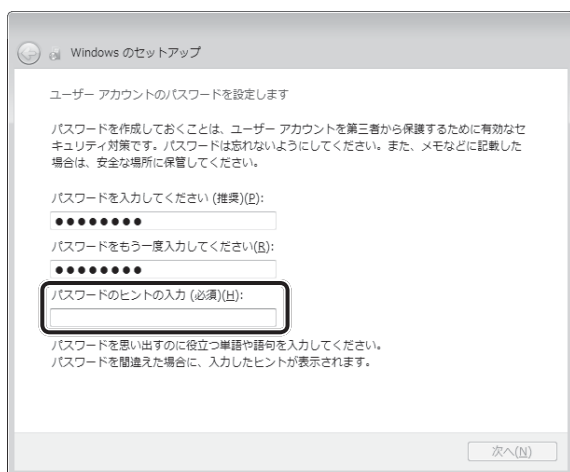 Windows のセットアップ
ユーザー アカウントのパスワードを設定します
パスワードを作成しておくことは、ユーザー アカウントを第三者から保護するために有効なセ
キュリティ対策です。パスワードは忘れないようにしてください。また、メモなどに記載した
場合は、安全な場所に保管してください。
パスワードを入力してください (推奨)(P):
●●●●●●●●
パスワードをもう一度入力してください(R):
●●●●●●●●
パスワードのヒントの入力 (必須)(H):
パスワードを思い出すのに役立つ単語や語句を入力してください。
パスワードを間違えた場合に、入力したヒントが表示されます。
次へ(N)